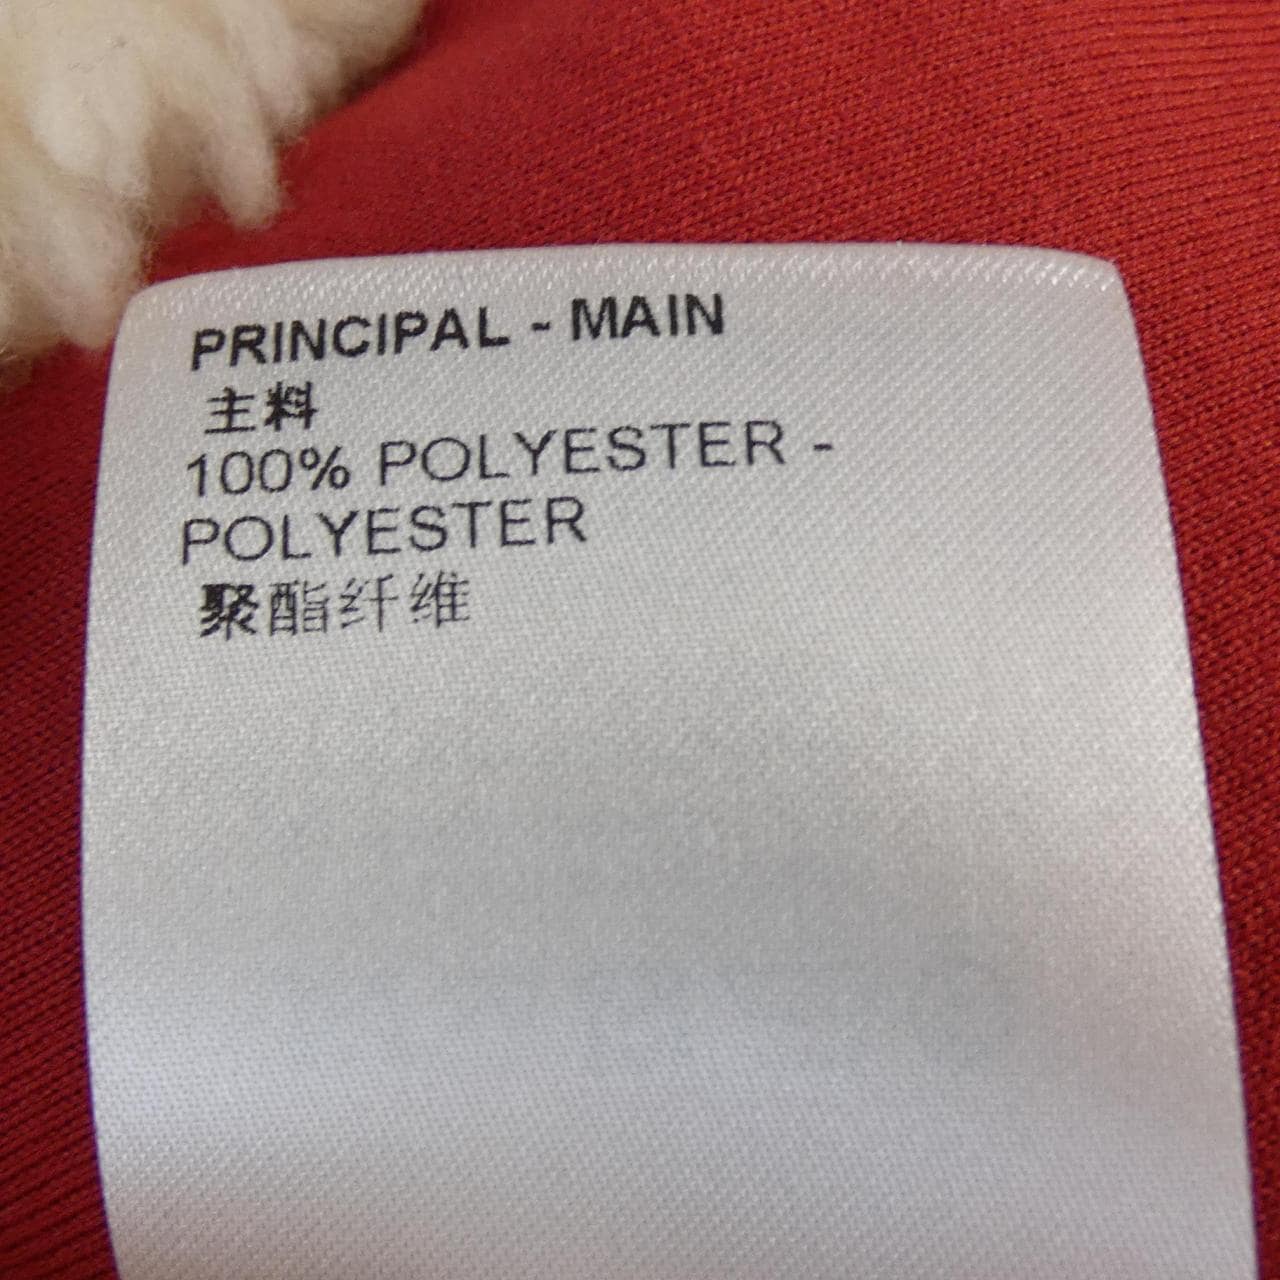 PRINCIPAL - MAIN
主料
100% POLYESTER -
POLYESTER
聚酯纤维